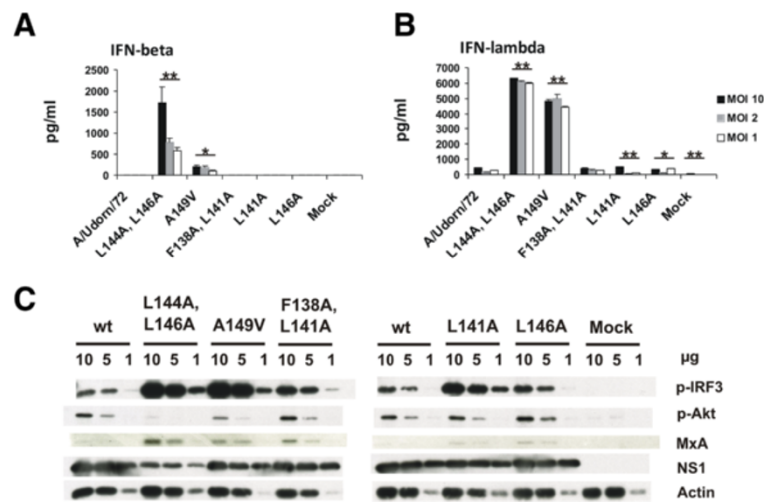 A
IFN-beta
pg/ml
2500
2000
1500
1000
500
0
**
*
A/Udorn/72
L144A, L146A
A149V
F138A, L141A
L141A
L146A
Mock
B
IFN-lambda
pg/ml
7000
6000
5000
4000
3000
2000
1000
0
**
**
**
*
**
A/Udorn/72
L144A, L146A
A149V
F138A, L141A
L141A
L146A
Mock
MOI 10
MOI 2
MOI 1
C
wt
L144A,
L146A
A149V
F138A,
L141A
wt
L141A
L146A
Mock
10 5 1 10 5 1 10 5 1 10 5 1 10 5 1 10 5 1 10 5 1 10 5 1 µg
p-IRF3
p-Akt
MxA
NS1
Actin